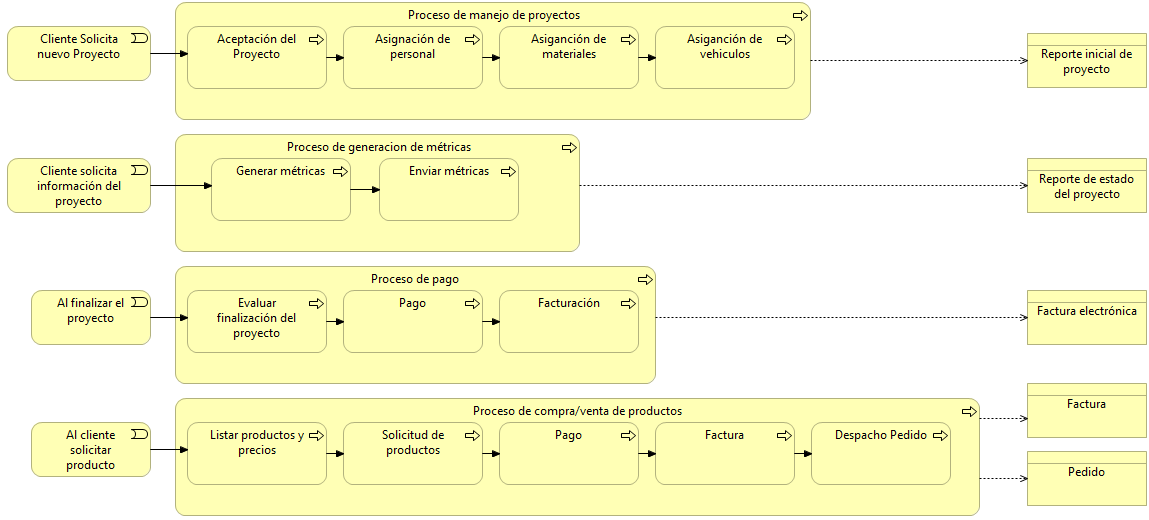 Proceso de manejo de proyectos
Cliente Solicita
nuevo Proyecto
Aceptación del
Proyecto
Asignación de
personal
Asigancón de
materiales
Asigancón de
vehiculos
Reporte inicial de
proyecto
Proceso de generacion de métricas
Cliente solicita
información del
proyecto
Generar métricas
Enviar métricas
Reporte de estado
del proyecto
Proceso de pago
Al finalizar el
proyecto
Evaluar
finalización del
proyecto
Pago
Facturación
Factura electrónica
Proceso de compra/venta de productos
Al cliente
solicitar
producto
Listar productos y
precios
Solicitud de
productos
Pago
Factura
Despacho Pedido
Factura
Pedido